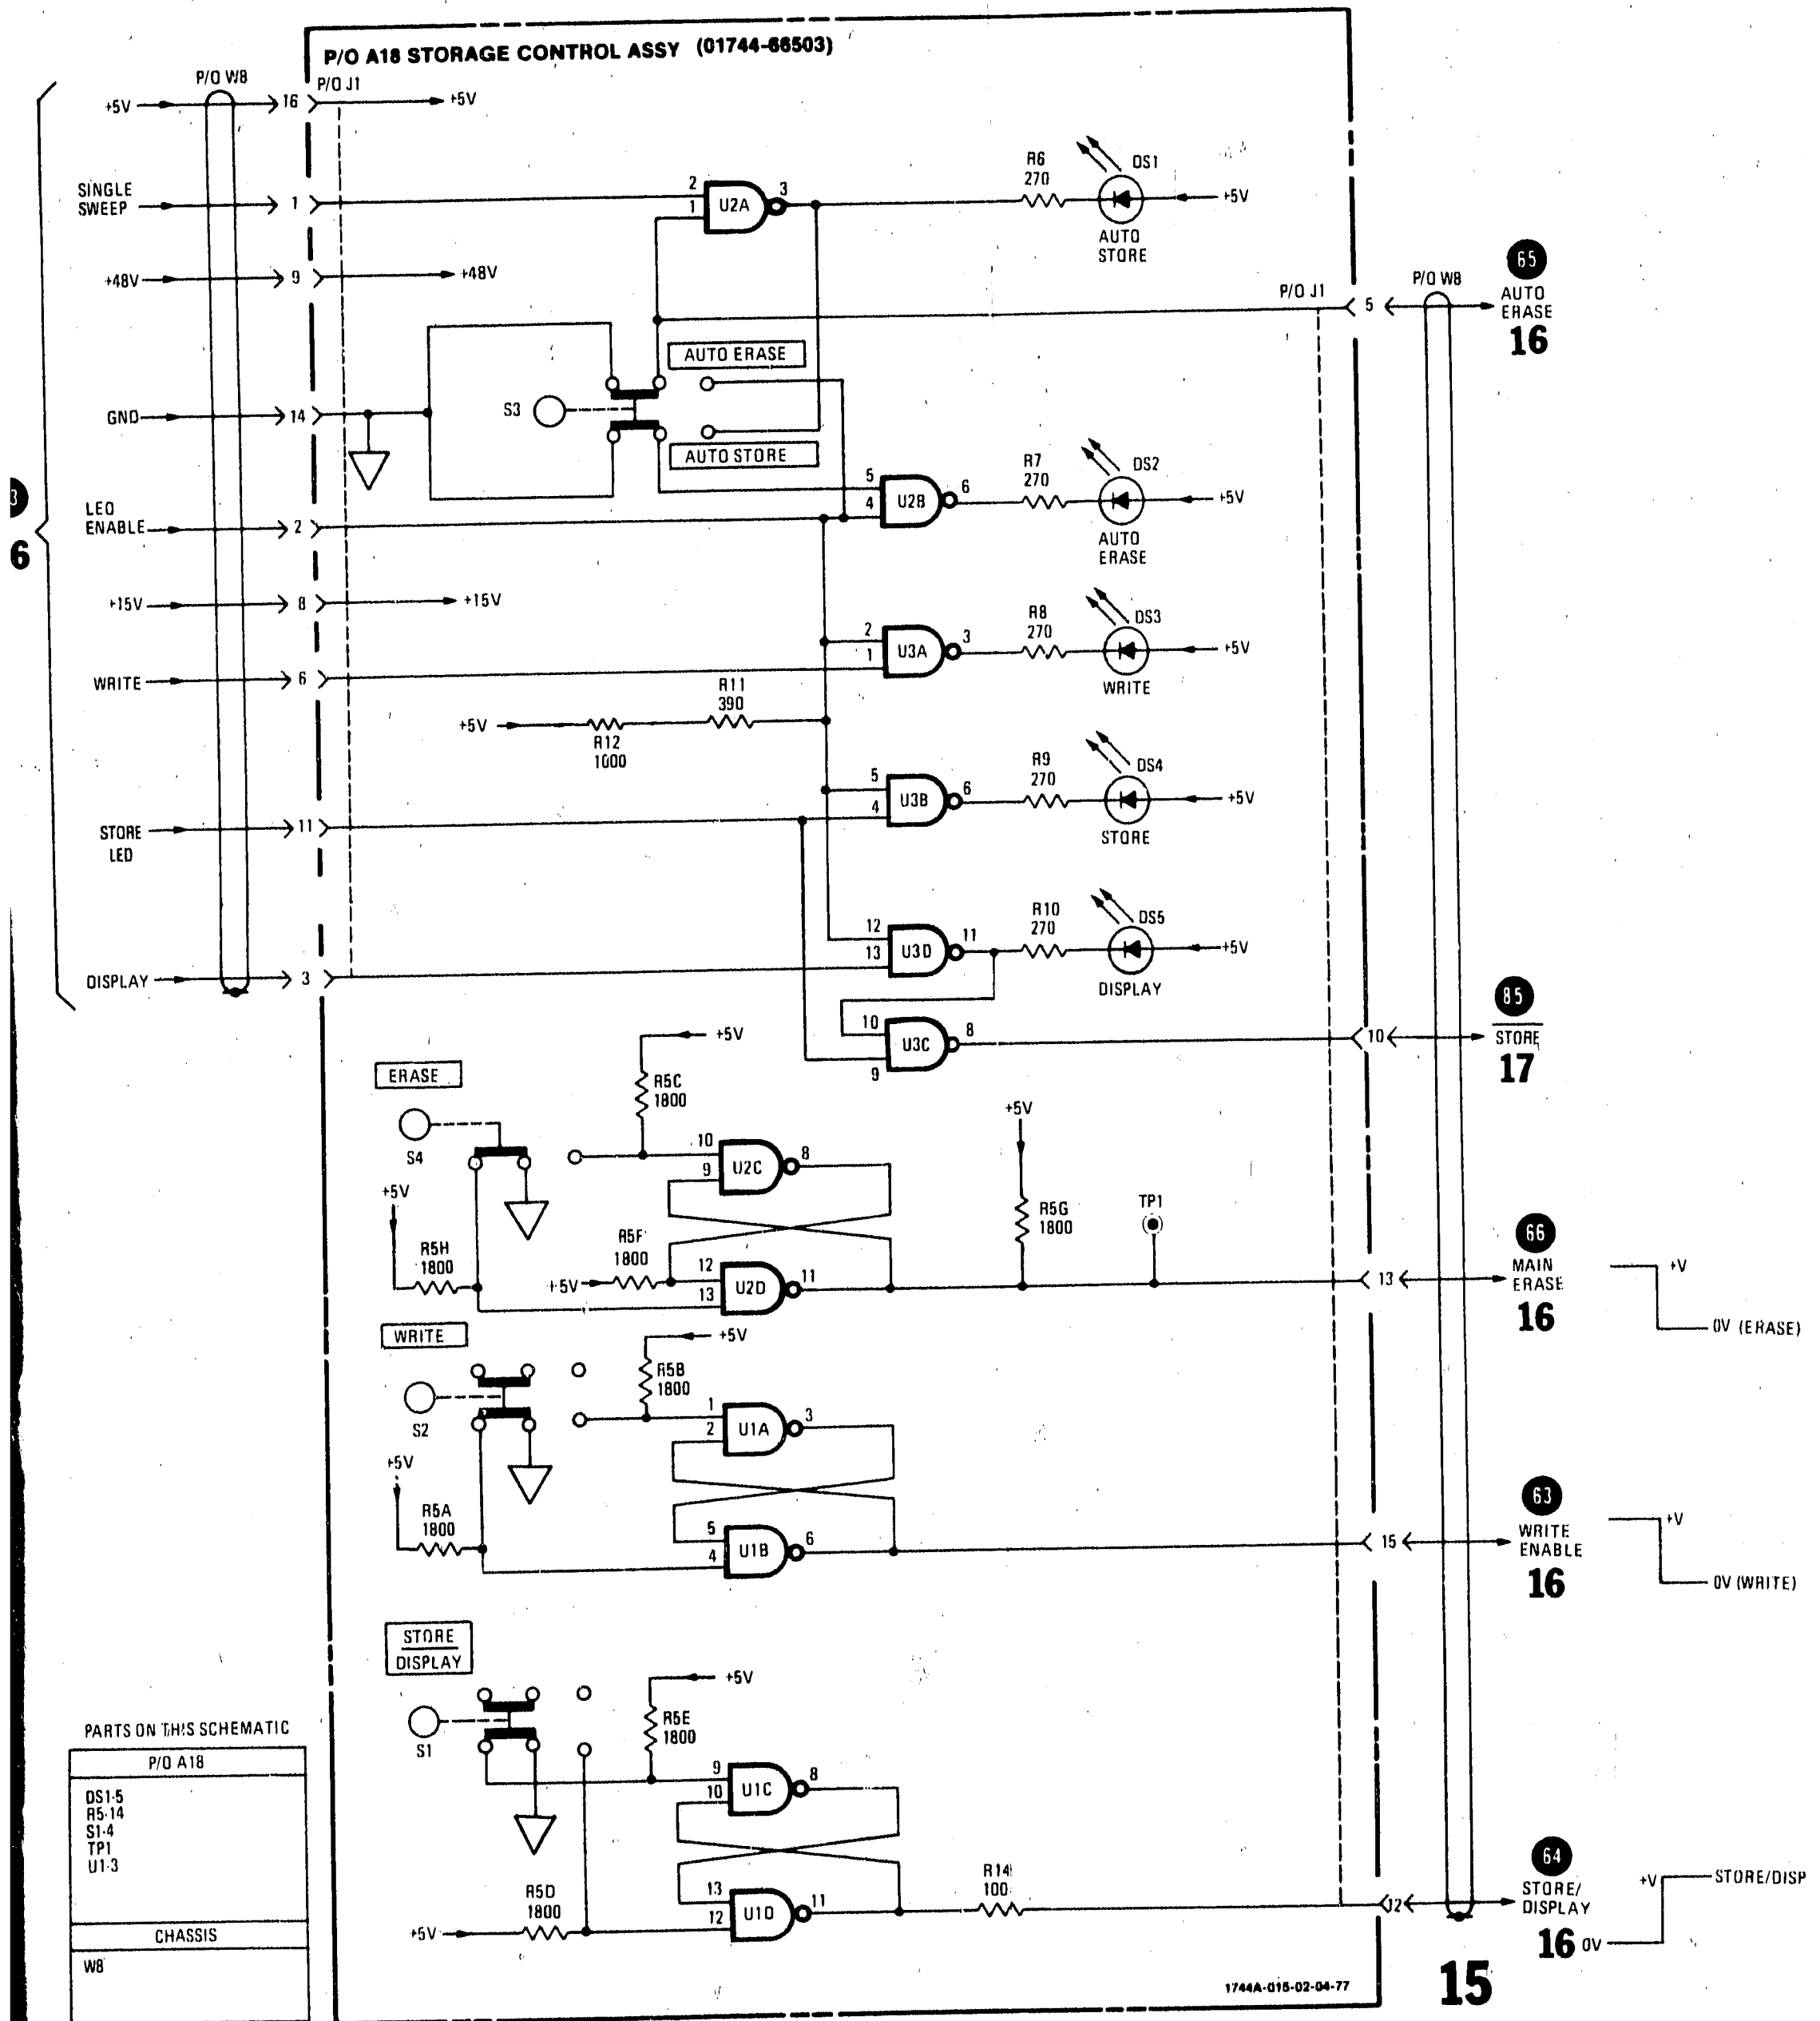 P/O A18 STORAGE CONTROL ASSY (01744-66503)
P/O W8
P/O J1
+5V
16
+5V
SINGLE
SWEEP
1
2
1
U2A
3
R6
270
DS1
+5V
AUTO
STORE
+48V
9
+48V
P/O J1
5
P/O W8
65
AUTO
ERASE
16
AUTO ERASE
GND
14
S3
AUTO STORE
3
6
LED
ENABLE
2
5
4
U2B
6
R7
270
DS2
+5V
AUTO
ERASE
+15V
8
+15V
WRITE
6
2
1
U3A
3
R8
270
DS3
+5V
WRITE
+5V
R12
1000
R11
390
STORE
LED
11
5
4
U3B
6
R9
270
DS4
+5V
STORE
DISPLAY
3
12
13
U3D
11
R10
270
DS5
+5V
DISPLAY
10
9
U3C
8
10
85
STORE
17
ERASE
S4
+5V
R5C
1800
10
9
U2C
8
+5V
R5H
1800
+5V
R5F
1800
12
13
U2D
11
+5V
R5G
1800
TP1
13
66
MAIN
ERASE
16
+V
0V (ERASE)
WRITE
S2
+5V
R5B
1800
1
2
U1A
3
+5V
R5A
1800
5
4
U1B
6
15
63
WRITE
ENABLE
16
+V
0V (WRITE)
STORE
DISPLAY
S1
+5V
R5E
1800
9
10
U1C
8
+5V
R5D
1800
13
12
U1D
11
R14
100
12
64
STORE/
DISPLAY
16
+V
STORE/DISP
0V
PARTS ON THIS SCHEMATIC
P/O A18
DS1-5
R5-14
S1-4
TP1
U1-3
CHASSIS
W8
1744A-015-02-04-77
15